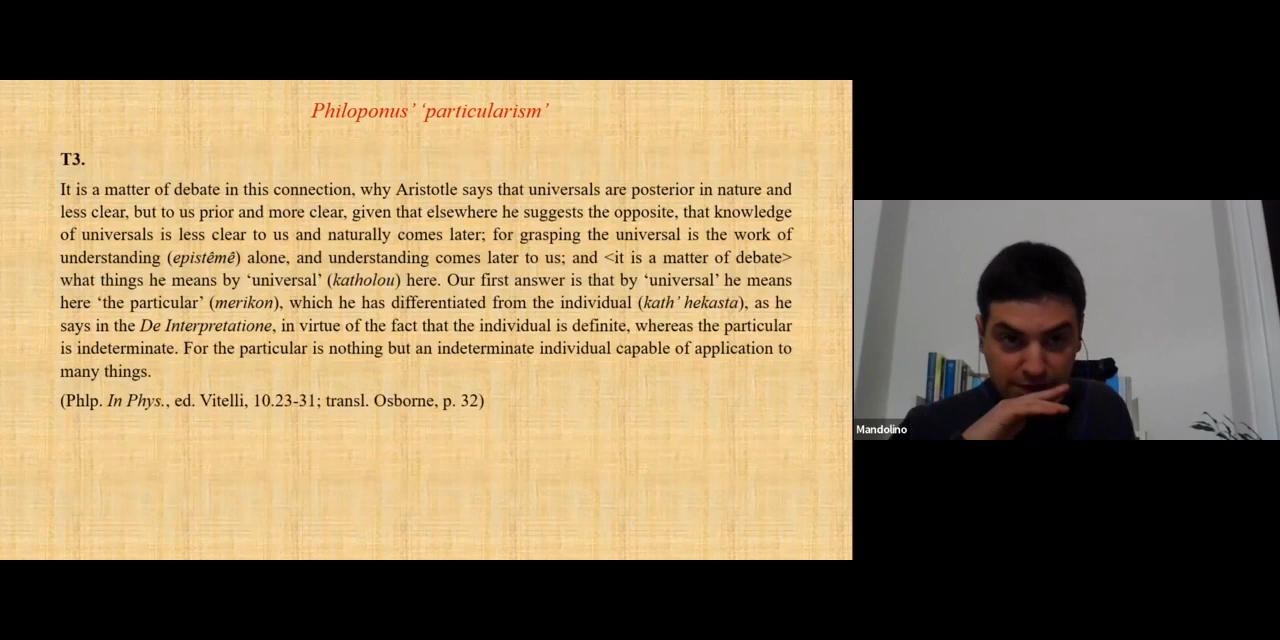 Philoponus' 'particularism'
T3.
It is a matter of debate in this connection, why Aristotle says that universals are posterior in nature and
less clear, but to us prior and more clear, given that elsewhere he suggests the opposite, that knowledge
of universals is less clear to us and naturally comes later; for grasping the universal is the work of
understanding (epistêmê) alone, and understanding comes later to us; and <it is a matter of debate>
what things he means by 'universal' (katholou) here. Our first answer is that by 'universal' he means
here 'the particular' (merikon), which he has differentiated from the individual (kath' hekasta), as he
says in the De Interpretatione, in virtue of the fact that the individual is definite, whereas the particular
is indeterminate. For the particular is nothing but an indeterminate individual capable of application to
many things.
(Phlp. In Phys., ed. Vitelli, 10.23-31; transl. Osborne, p. 32)
Mandolino